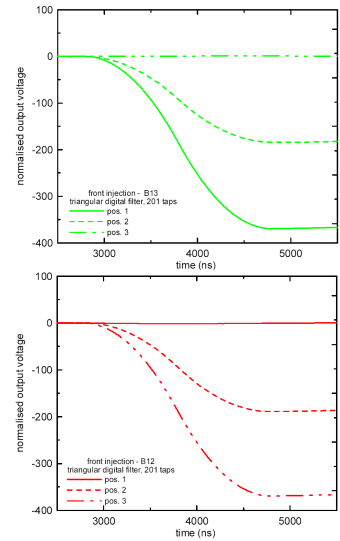 100
0
-100
-200
-300
-400
normalised output voltage
front injection - B13
triangular digital filter, 201 taps
pos. 1
pos. 2
pos. 3
3000 4000 5000
time (ns)
100
0
-100
-200
-300
-400
normalised output voltage
front injection - B12
triangular digital filter, 201 taps
pos. 1
pos. 2
pos. 3
3000 4000 5000
time (ns)